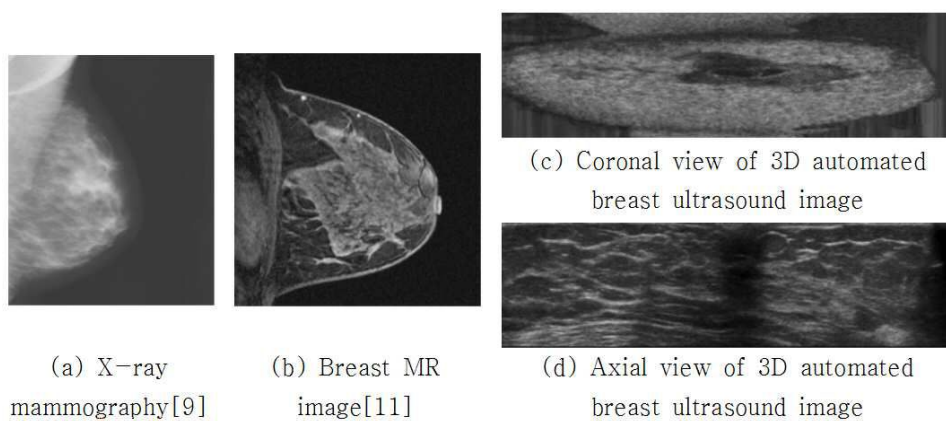 (a) X-ray
mammography[9]
(b) Breast MR
image[11]
(c) Coronal view of 3D automated
breast ultrasound image
(d) Axial view of 3D automated
breast ultrasound image